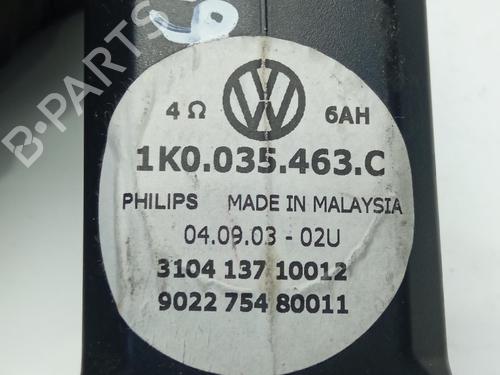 B-PARTS
4 Ω 6AH
1K0.035.463.C
PHILIPS MADE IN MALAYSIA
04.09.03 - 02U
3104 137 10012
9022 754 80011